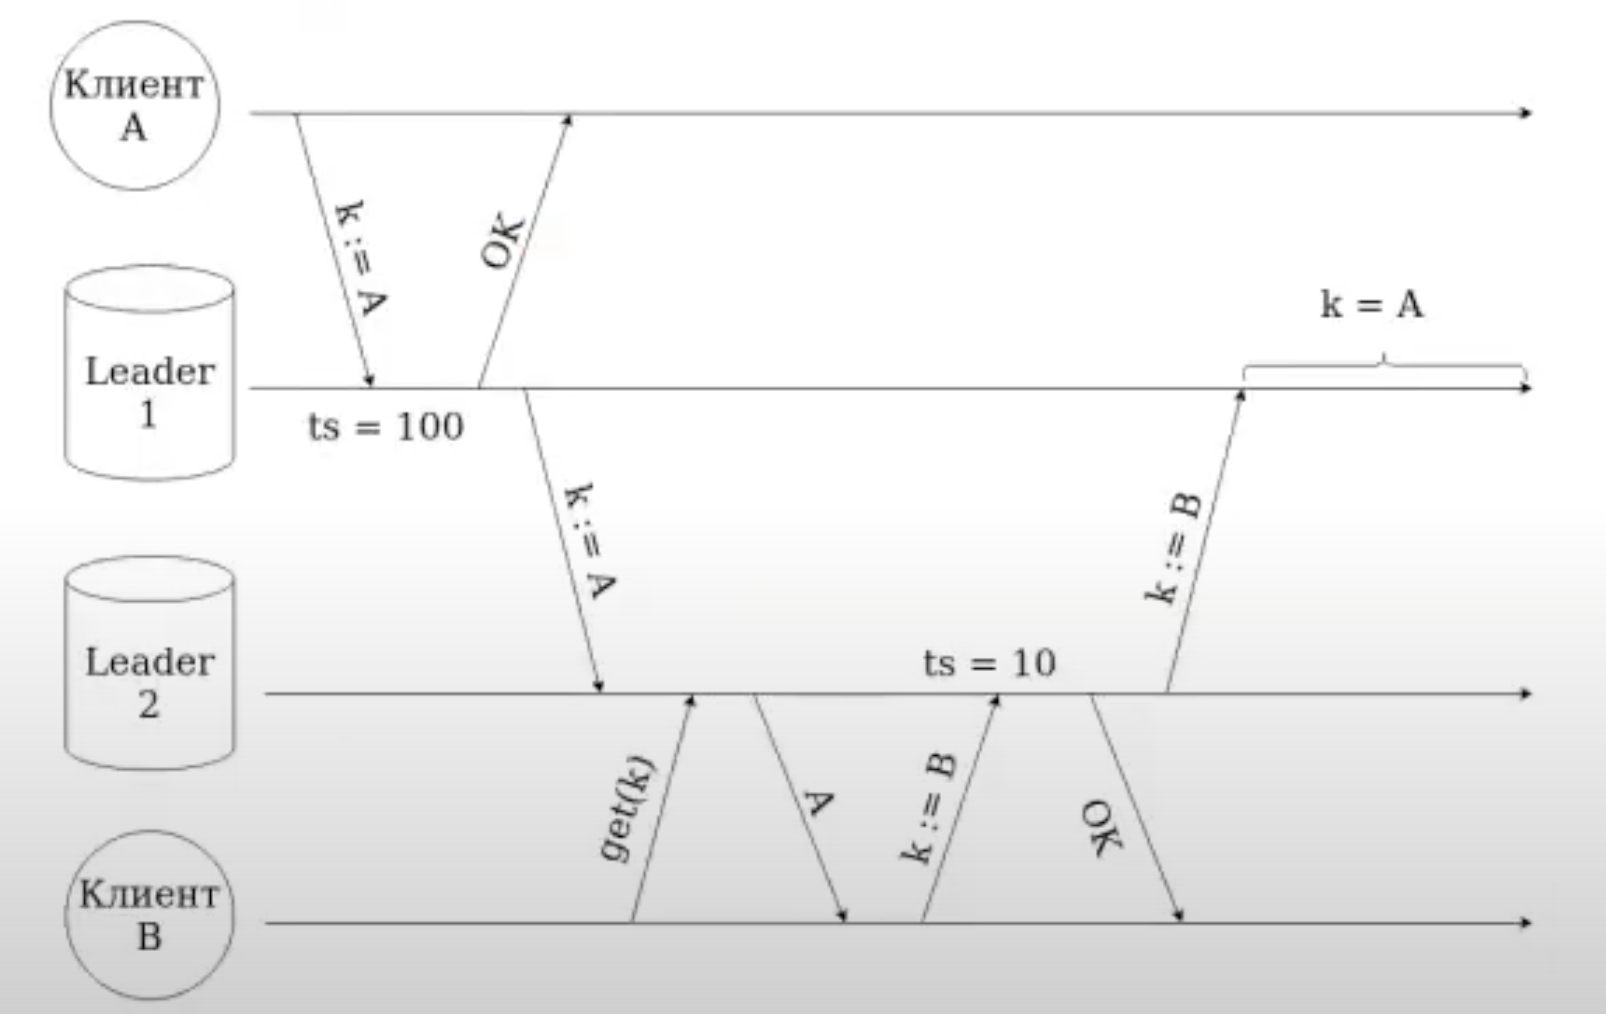 Клиент
A
k := A
OK
k = A
Leader
1
ts = 100
k := A
k := B
Leader
2
ts = 10
get(k)
A
k := B
OK
Клиент
B